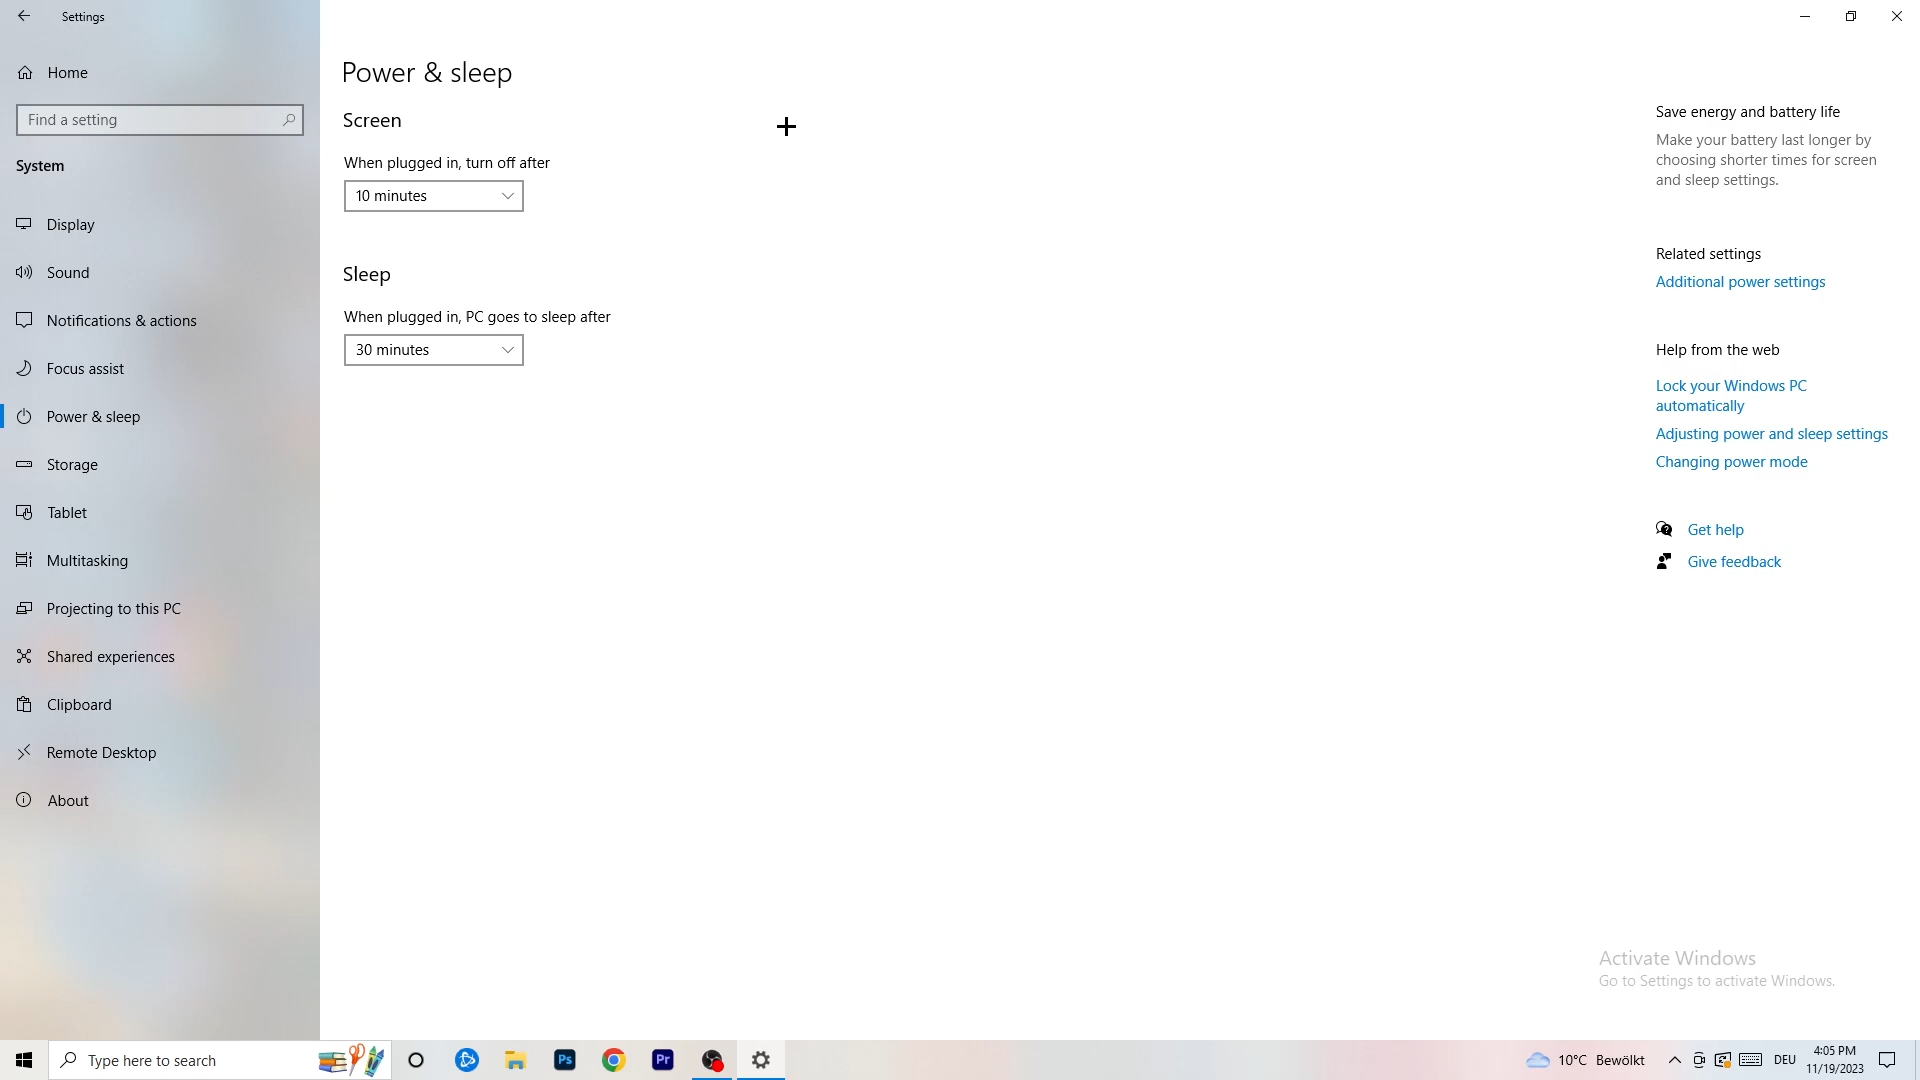 Settings
Home
Find a setting
System
Display
Sound
Notifications & actions
Focus assist
Power & sleep
Storage
Tablet
Multitasking
Projecting to this PC
Shared experiences
Clipboard
Remote Desktop
About
Power & sleep
Screen
When plugged in, turn off after
10 minutes
Sleep
When plugged in, PC goes to sleep after
30 minutes
Save energy and battery life
Make your battery last longer by
choosing shorter times for screen
and sleep settings.
Related settings
Additional power settings
Help from the web
Lock your Windows PC
automatically
Adjusting power and sleep settings
Changing power mode
Get help
Give feedback
Activate Windows
Go to Settings to activate Windows.
Type here to search
Ps
Pr
10°C Bewölkt
DEU
4:05 PM
11/19/2023